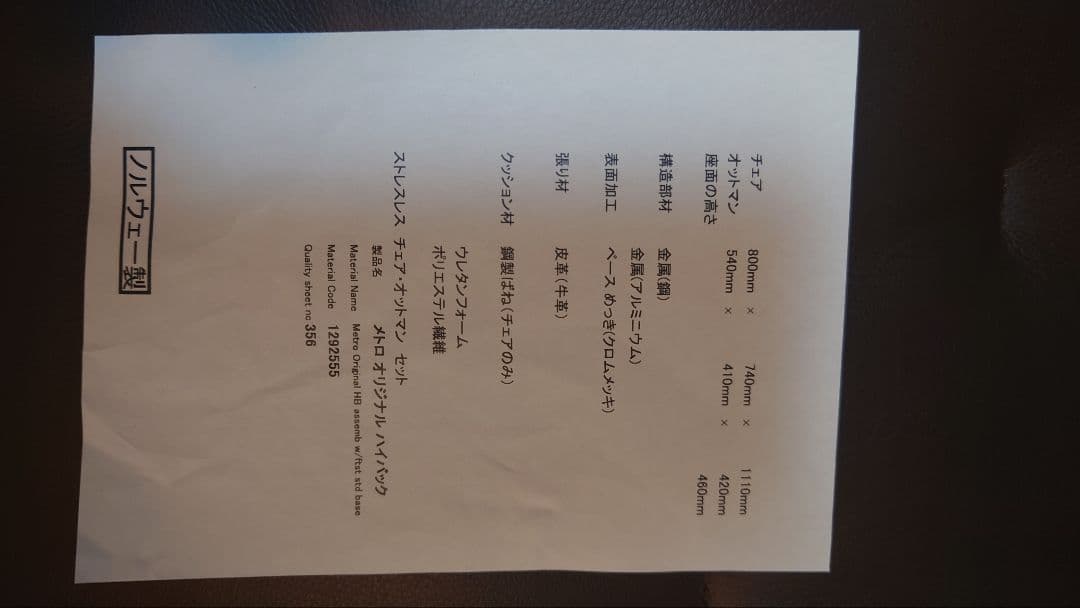 チェア 800mm × 740mm × 1110mm
オットマン 540mm × 410mm × 420mm
座面の高さ 460mm
構造部材 金属(鋼)
金属(アルミニウム)
表面加工 ベース めっき(クロムメッキ)
張り材 皮革(牛革)
クッション材 鋼製ばね(チェアのみ)
ウレタンフォーム
ポリエステル繊維
ストレスレス チェア・オットマン セット
製品名 メトロ オリジナル ハイバック
Material Name Metro Original HB assemb w/ftst std base
Material Code 1292555
Quality sheet no 356
ノルウェー製